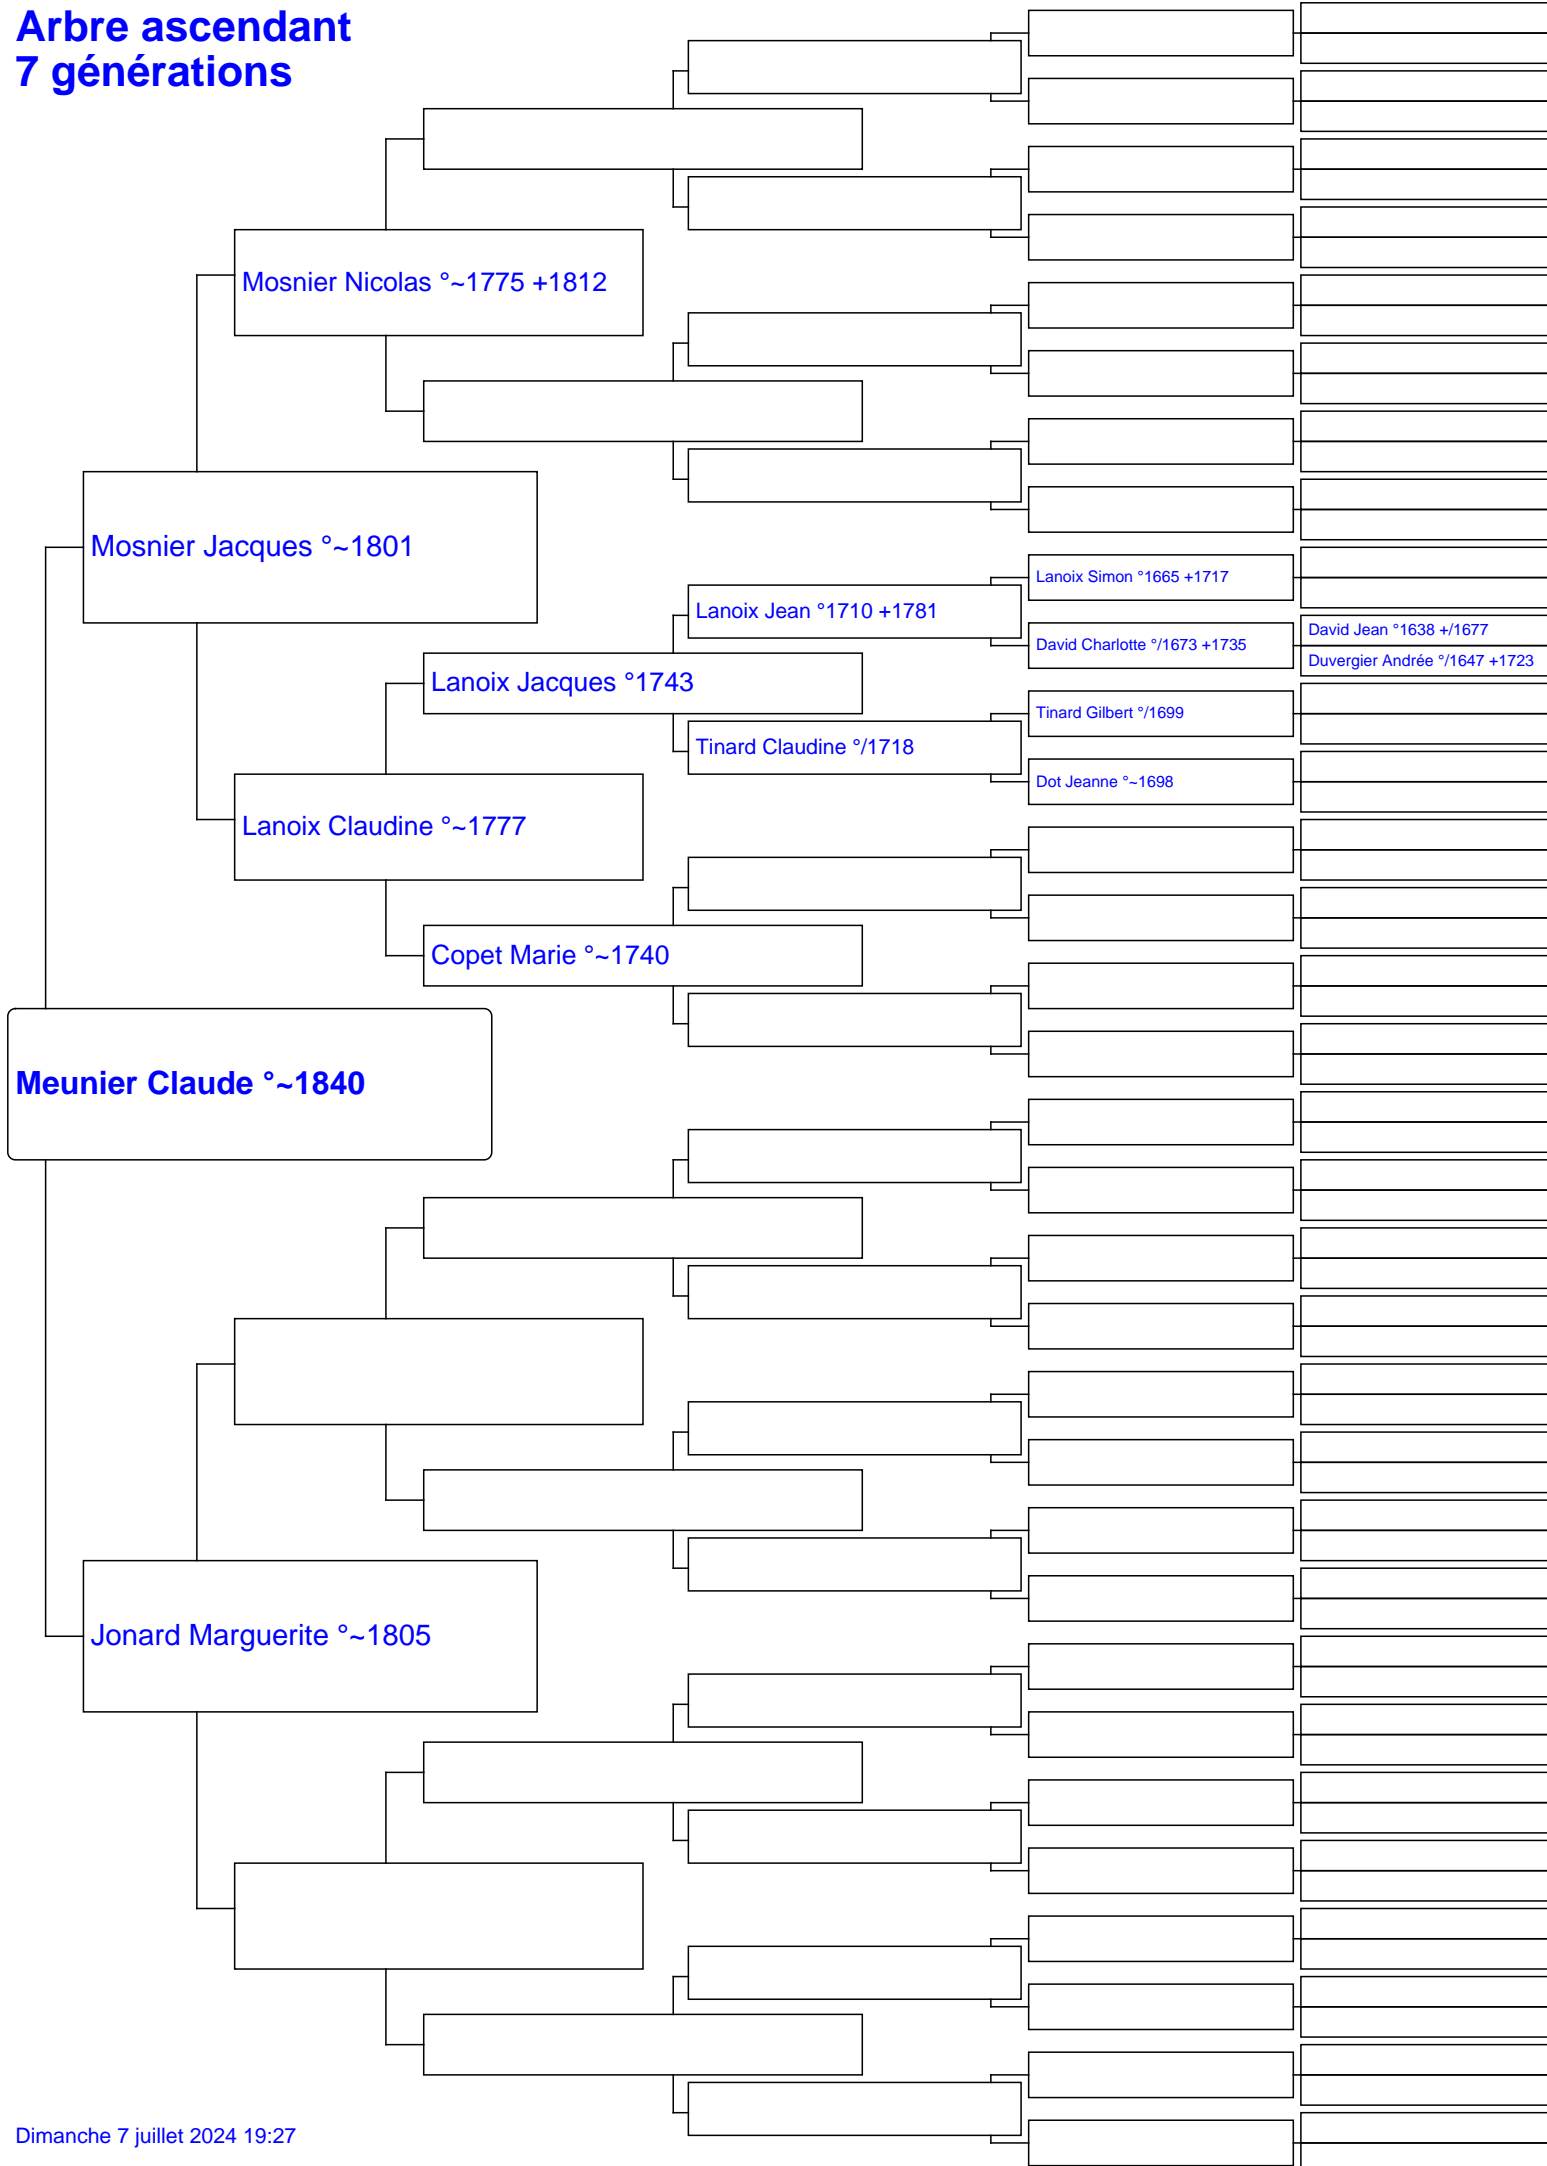 Arbre ascendant
7 générations
Mosnier Nicolas °~1775 +1812
Mosnier Jacques °~1801
Lanoix Simon °1665 +1717
Lanoix Jean °1710 +1781
David Jean °1638 +/1677
David Charlotte °/1673 +1735
Duvergier Andrée °/1647 +1723
Lanoix Jacques °1743
Tinard Gilbert °/1699
Tinard Claudine °/1718
Dot Jeanne °~1698
Lanoix Claudine °~1777
Copet Marie °~1740
Meunier Claude °~1840
Jonard Marguerite °~1805
Dimanche 7 juillet 2024 19:27